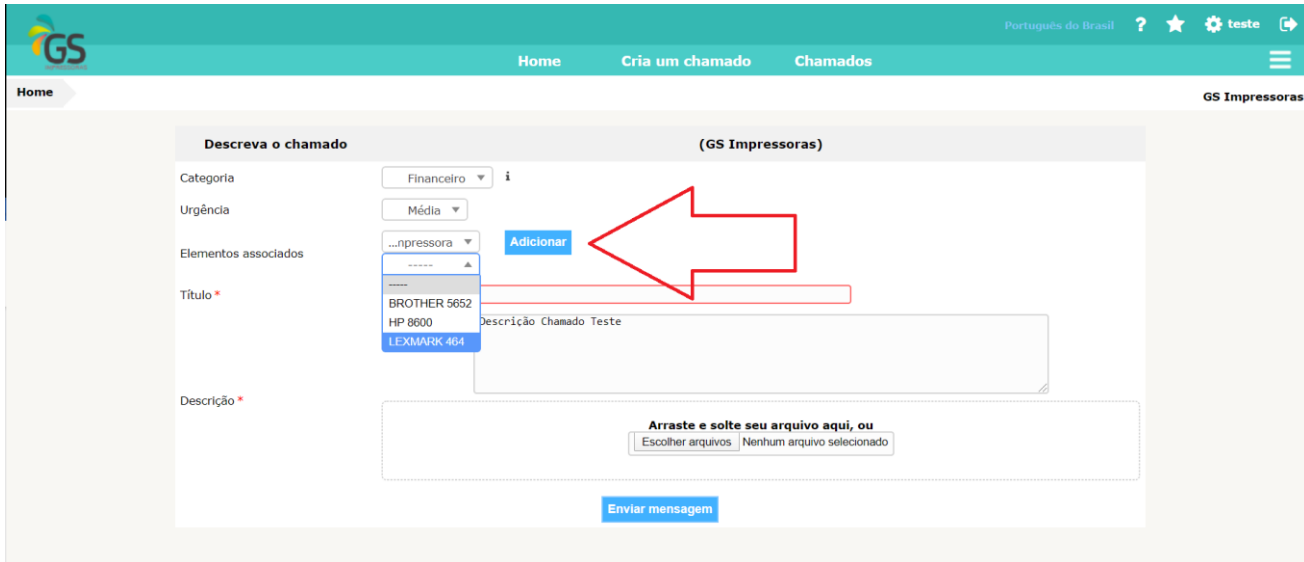 Português do Brasil ? teste
GS
IMPRESSORAS
Home Cria um chamado Chamados
Home
GS Impressoras
Descreva o chamado (GS Impressoras)
Categoria Financeiro i
Urgência Média
Elementos associados ...npressora Adicionar
-----
-----
BROTHER 5652
HP 8600
LEXMARK 464
Título *
Descrição Chamado Teste
Descrição *
Arraste e solte seu arquivo aqui, ou
Escolher arquivos Nenhum arquivo selecionado
Enviar mensagem